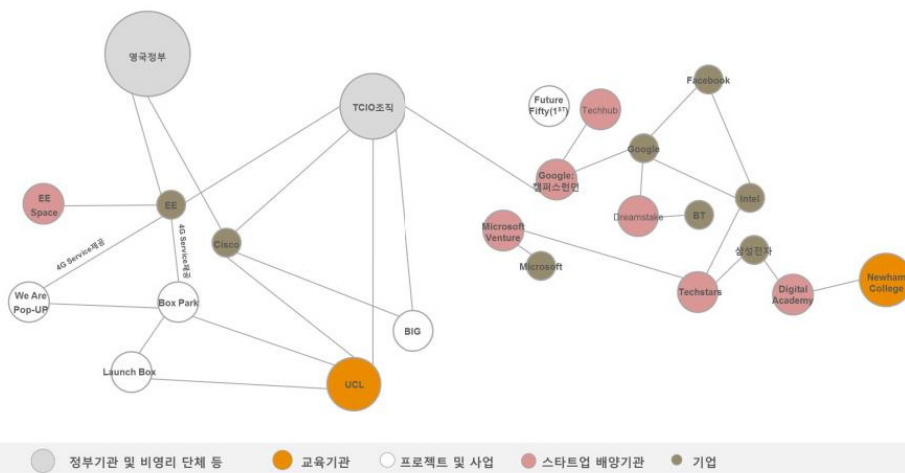 영국정부
TCIO조직
Future
Fifty(1ST)
Techhub
Facebook
Google
Google:
캠퍼스런던
EE
Space
EE
Dreamstake
BT
Intel
4G Service제공
4G Service제공
Cisco
Microsoft
Venture
Microsoft
삼성전자
Techstars
Digital
Academy
Newham
College
We Are
Pop-UP
Box Park
BIG
Launch Box
UCL
정부기관 및 비영리 단체 등
교육기관
프로젝트 및 사업
스타트업 배양기관
기업